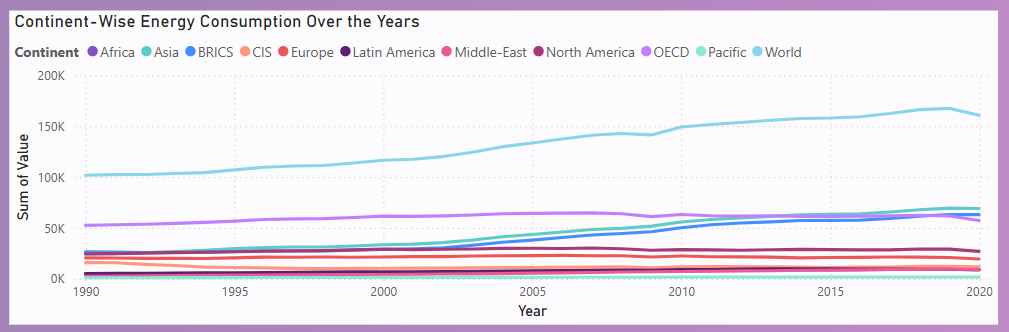 Continent-Wise Energy Consumption Over the Years
Continent Africa Asia BRICS CIS Europe Latin America Middle-East North America OECD Pacific World
200K
150K
100K
50K
0K
Sum of Value
1990 1995 2000 2005 2010 2015 2020
Year